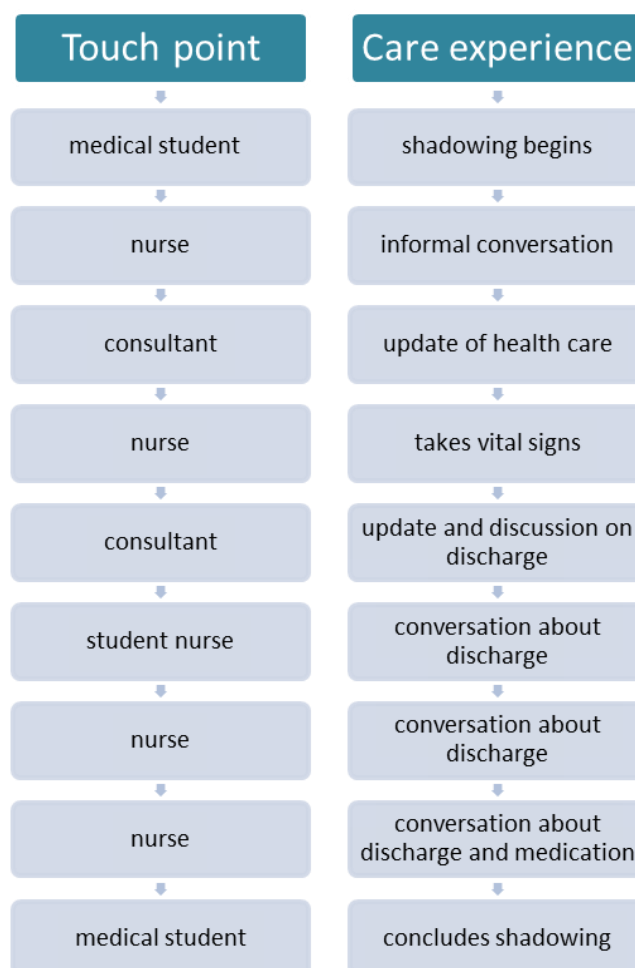 Touch point
Care experience
medical student
shadowing begins
nurse
informal conversation
consultant
update of health care
nurse
takes vital signs
consultant
update and discussion on
discharge
student nurse
conversation about
discharge
nurse
conversation about
discharge
nurse
conversation about
discharge and medication
medical student
concludes shadowing